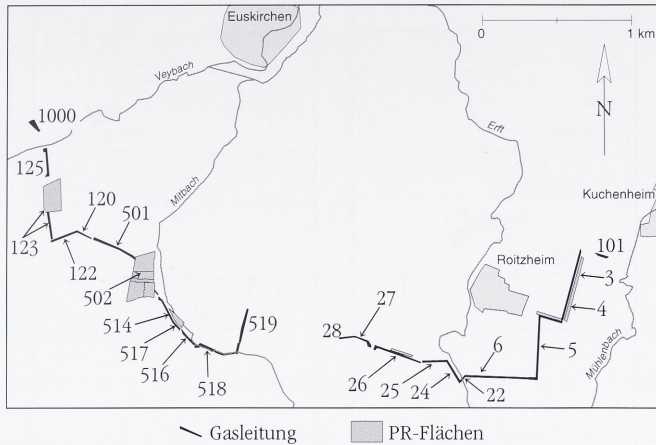 Euskirchen
0 1 km
Veybach
1000
N
Erft
125
Mitbach
Kuchenheim
120
501
101
123
122
Roitzheim
3
502
4
27
514
519
28
6
517
5
516
518
26
25
24
22
Mühlenbach
Gasleitung
PR-Flächen